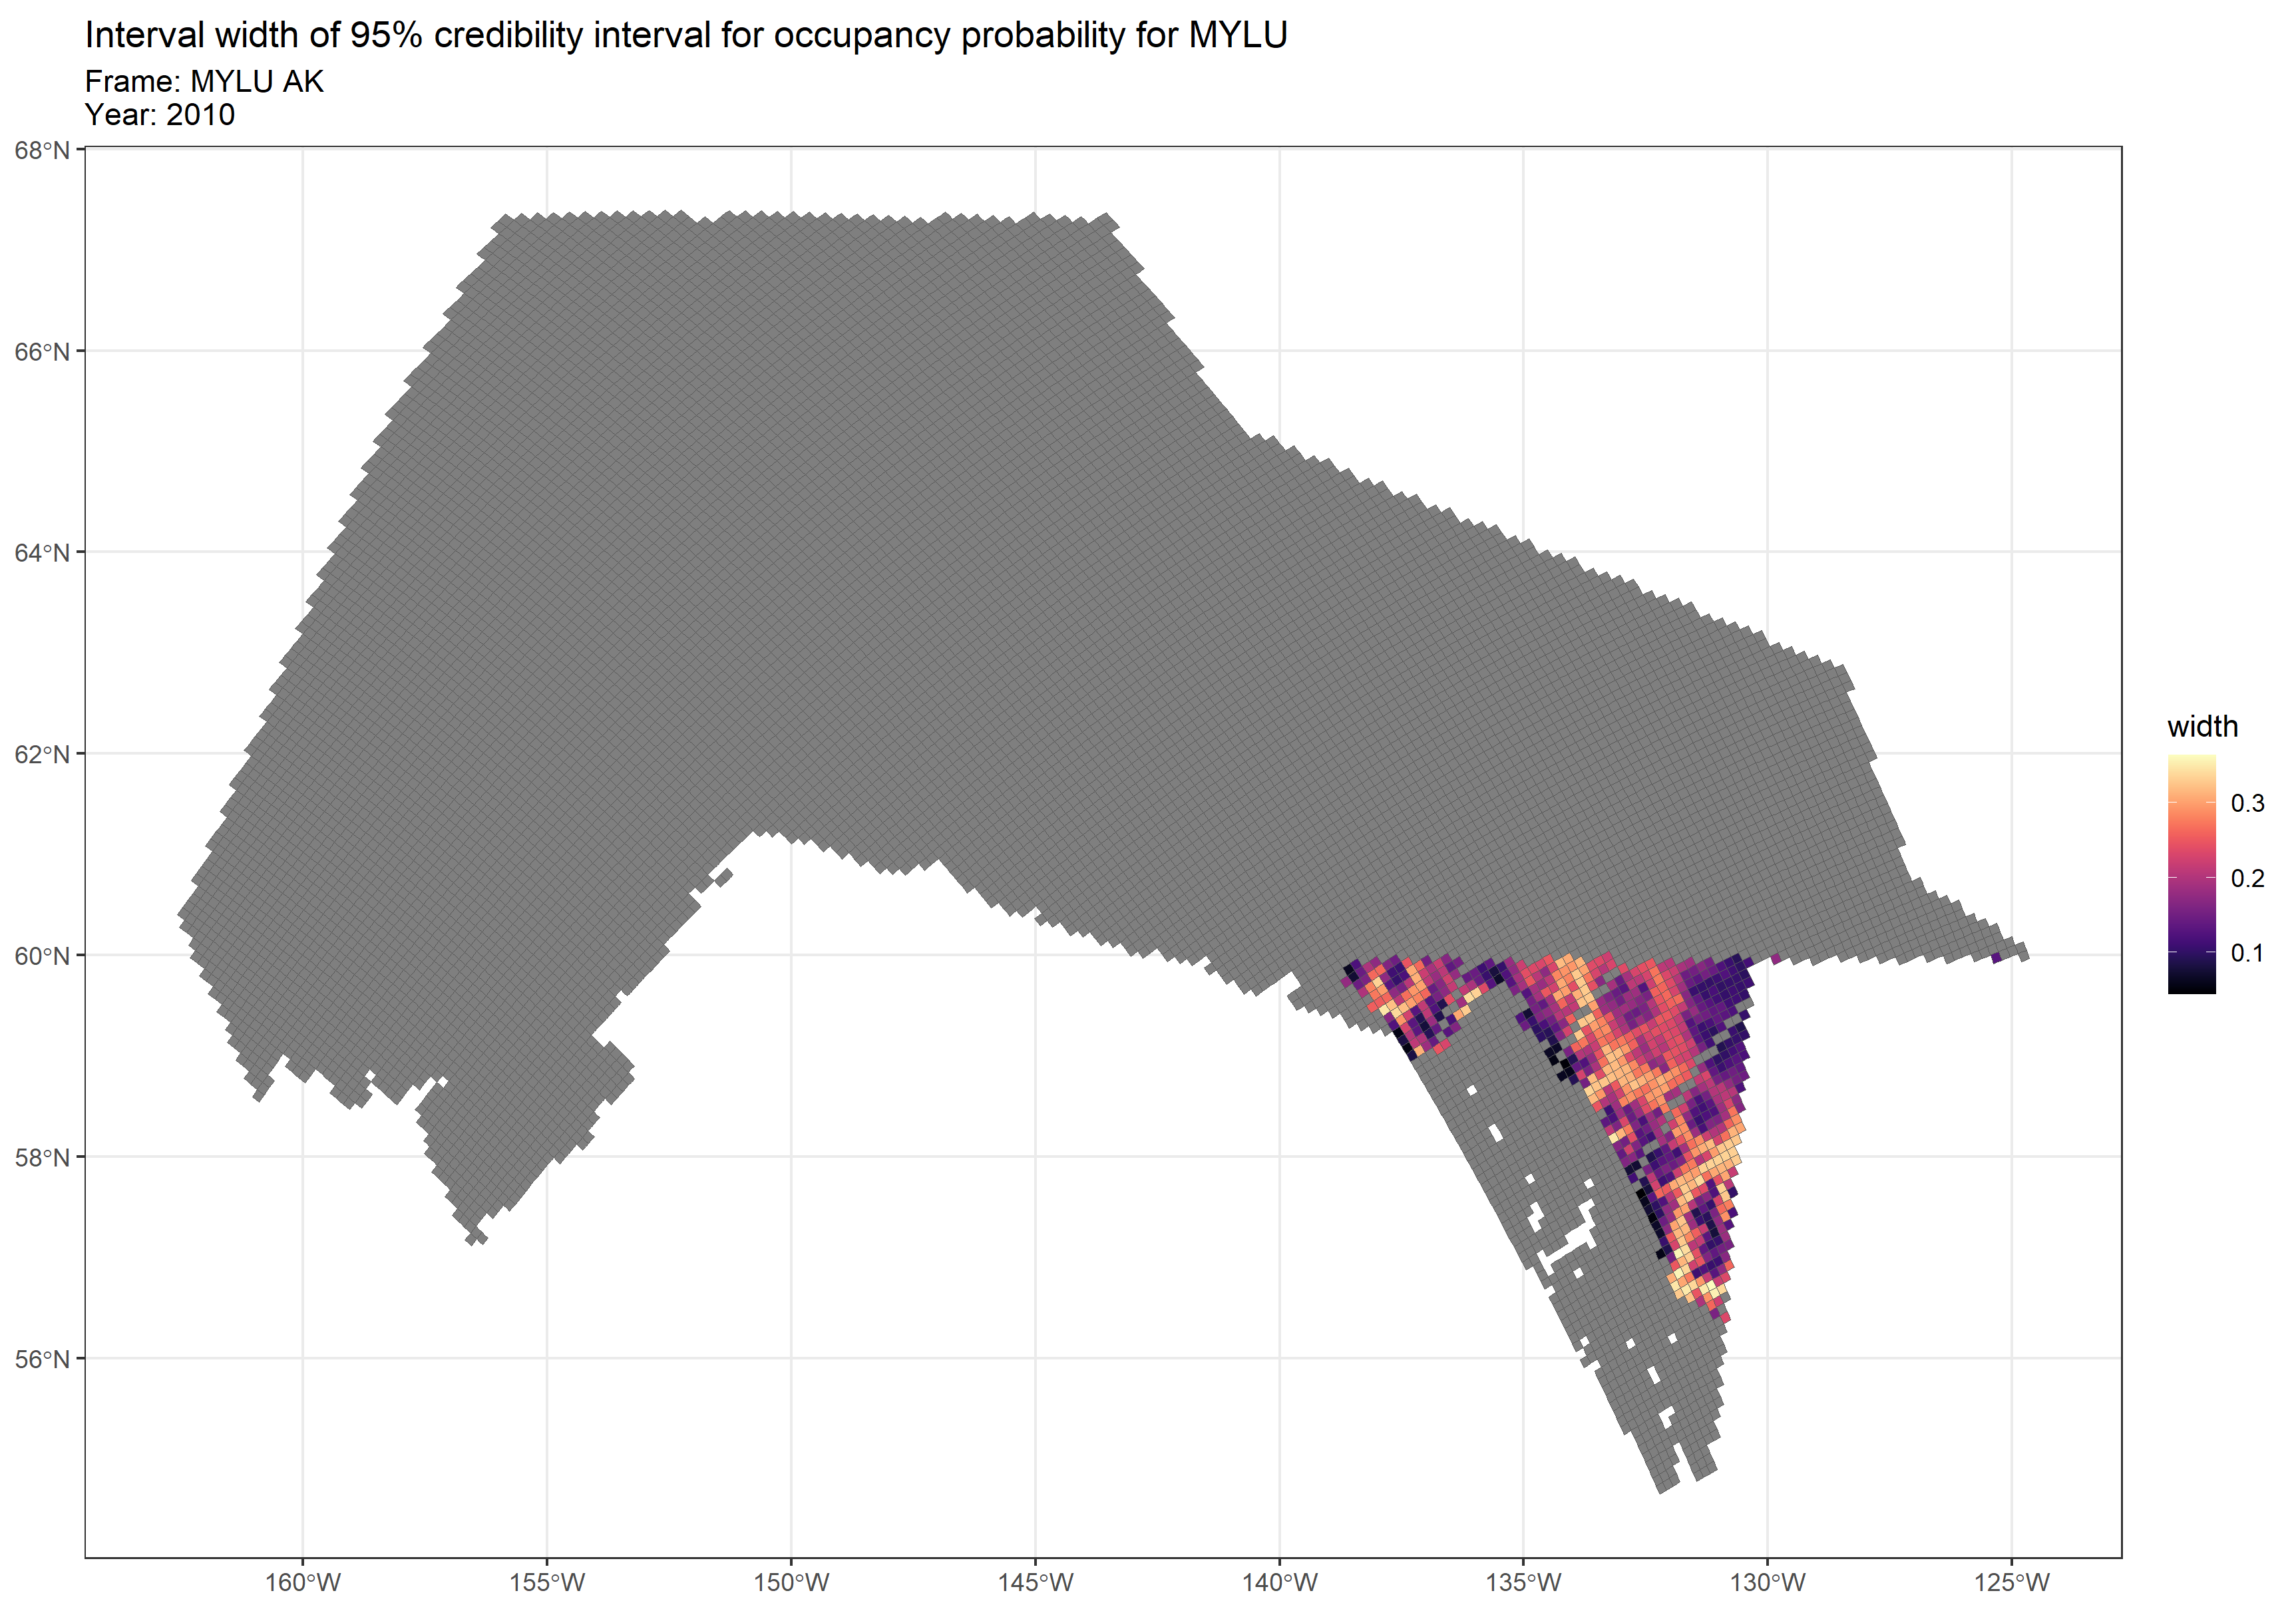 Interval width of 95% credibility interval for occupancy probability for MYLU
Frame: MYLU AK
Year: 2010
68°N
66°N
64°N
62°N
60°N
58°N
56°N
160°W
155°W
150°W
145°W
140°W
135°W
130°W
125°W
width
0.3
0.2
0.1